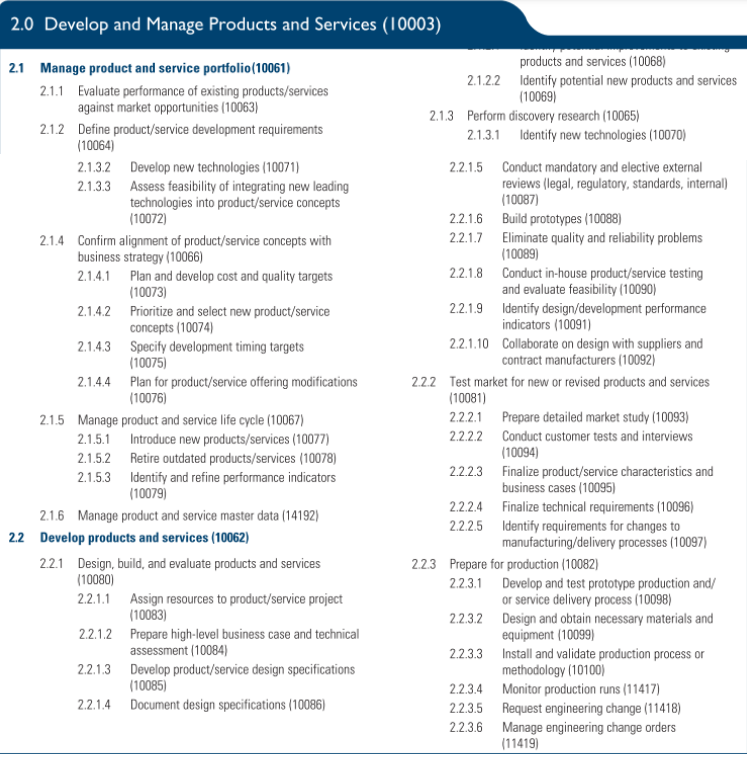 2.0 Develop and Manage Products and Services (10003)
2.1 Manage product and service portfolio(10061)
2.1.1 Evaluate performance of existing products/services
against market opportunities (10063)
2.1.2 Define product/service development requirements
(10064)
products and services (10068)
2.1.2.2 Identify potential new products and services
(10069)
2.1.3 Perform discovery research (10065)
2.1.3.1 Identify new technologies (10070)
2.1.3.2 Develop new technologies (10071)
2.1.3.3 Assess feasibility of integrating new leading
technologies into product/service concepts
(10072)
2.1.4 Confirm alignment of product/service concepts with
business strategy (10066)
2.1.4.1 Plan and develop cost and quality targets
(10073)
2.1.4.2 Prioritize and select new product/service
concepts (10074)
2.1.4.3 Specify development timing targets
(10075)
2.1.4.4 Plan for product/service offering modifications
(10076)
2.1.5 Manage product and service life cycle (10067)
2.1.5.1 Introduce new products/services (10077)
2.1.5.2 Retire outdated products/services (10078)
2.1.5.3 Identify and refine performance indicators
(10079)
2.1.6 Manage product and service master data (14192)
2.2 Develop products and services (10062)
2.2.1 Design, build, and evaluate products and services
(10080)
2.2.1.1 Assign resources to product/service project
(10083)
2.2.1.2 Prepare high-level business case and technical
assessment (10084)
2.2.1.3 Develop product/service design specifications
(10085)
2.2.1.4 Document design specifications (10086)
2.2.1.5 Conduct mandatory and elective external
reviews (legal, regulatory, standards, internal)
(10087)
2.2.1.6 Build prototypes (10088)
2.2.1.7 Eliminate quality and reliability problems
(10089)
2.2.1.8 Conduct in-house product/service testing
and evaluate feasibility (10090)
2.2.1.9 Identify design/development performance
indicators (10091)
2.2.1.10 Collaborate on design with suppliers and
contract manufacturers (10092)
2.2.2 Test market for new or revised products and services
(10081)
2.2.2.1 Prepare detailed market study (10093)
2.2.2.2 Conduct customer tests and interviews
(10094)
2.2.2.3 Finalize product/service characteristics and
business cases (10095)
2.2.2.4 Finalize technical requirements (10096)
2.2.2.5 Identify requirements for changes to
manufacturing/delivery processes (10097)
2.2.3 Prepare for production (10082)
2.2.3.1 Develop and test prototype production and/
or service delivery process (10098)
2.2.3.2 Design and obtain necessary materials and
equipment (10099)
2.2.3.3 Install and validate production process or
methodology (10100)
2.2.3.4 Monitor production runs (11417)
2.2.3.5 Request engineering change (11418)
2.2.3.6 Manage engineering change orders
(11419)